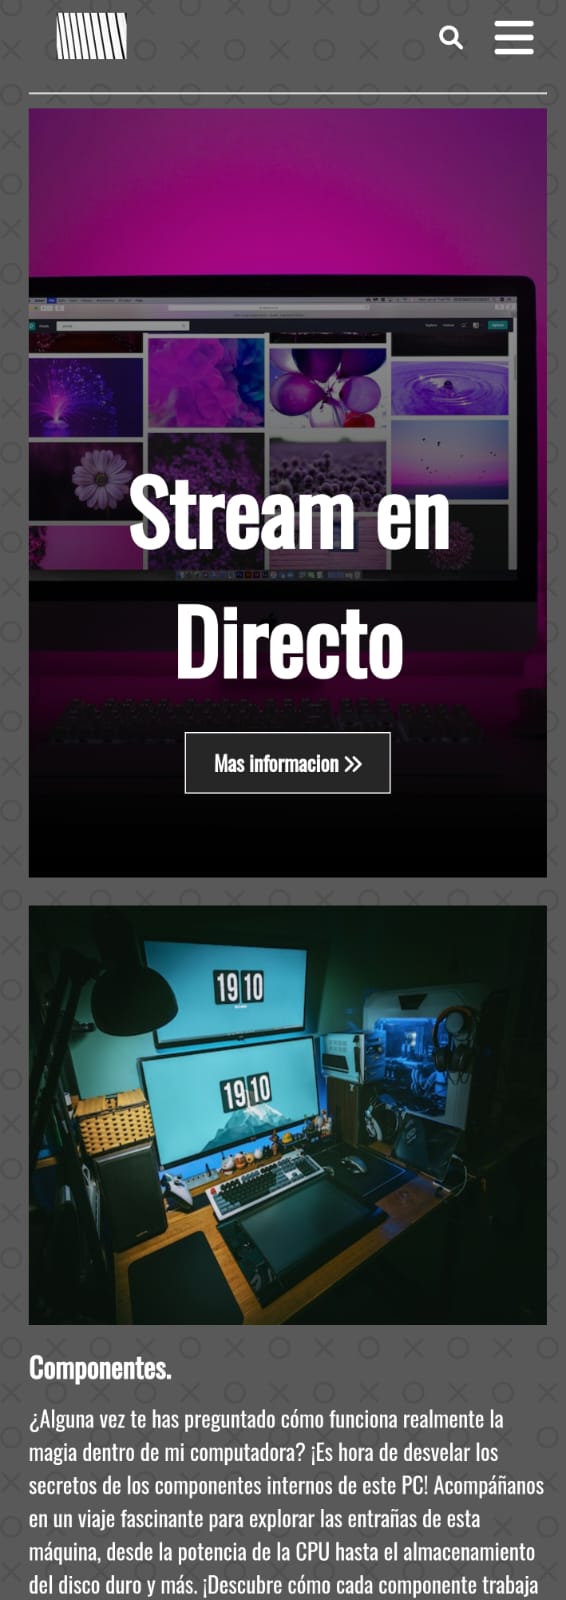 Stream en
Directo
Mas informacion
19 10
19 10
Componentes.
¿Alguna vez te has preguntado cómo funciona realmente la
magia dentro de mi computadora? ¡Es hora de desvelar los
secretos de los componentes internos de este PC! Acompáñanos
en un viaje fascinante para explorar las entrañas de esta
máquina, desde la potencia de la CPU hasta el almacenamiento
del disco duro y más. ¡Descubre cómo cada componente trabaja